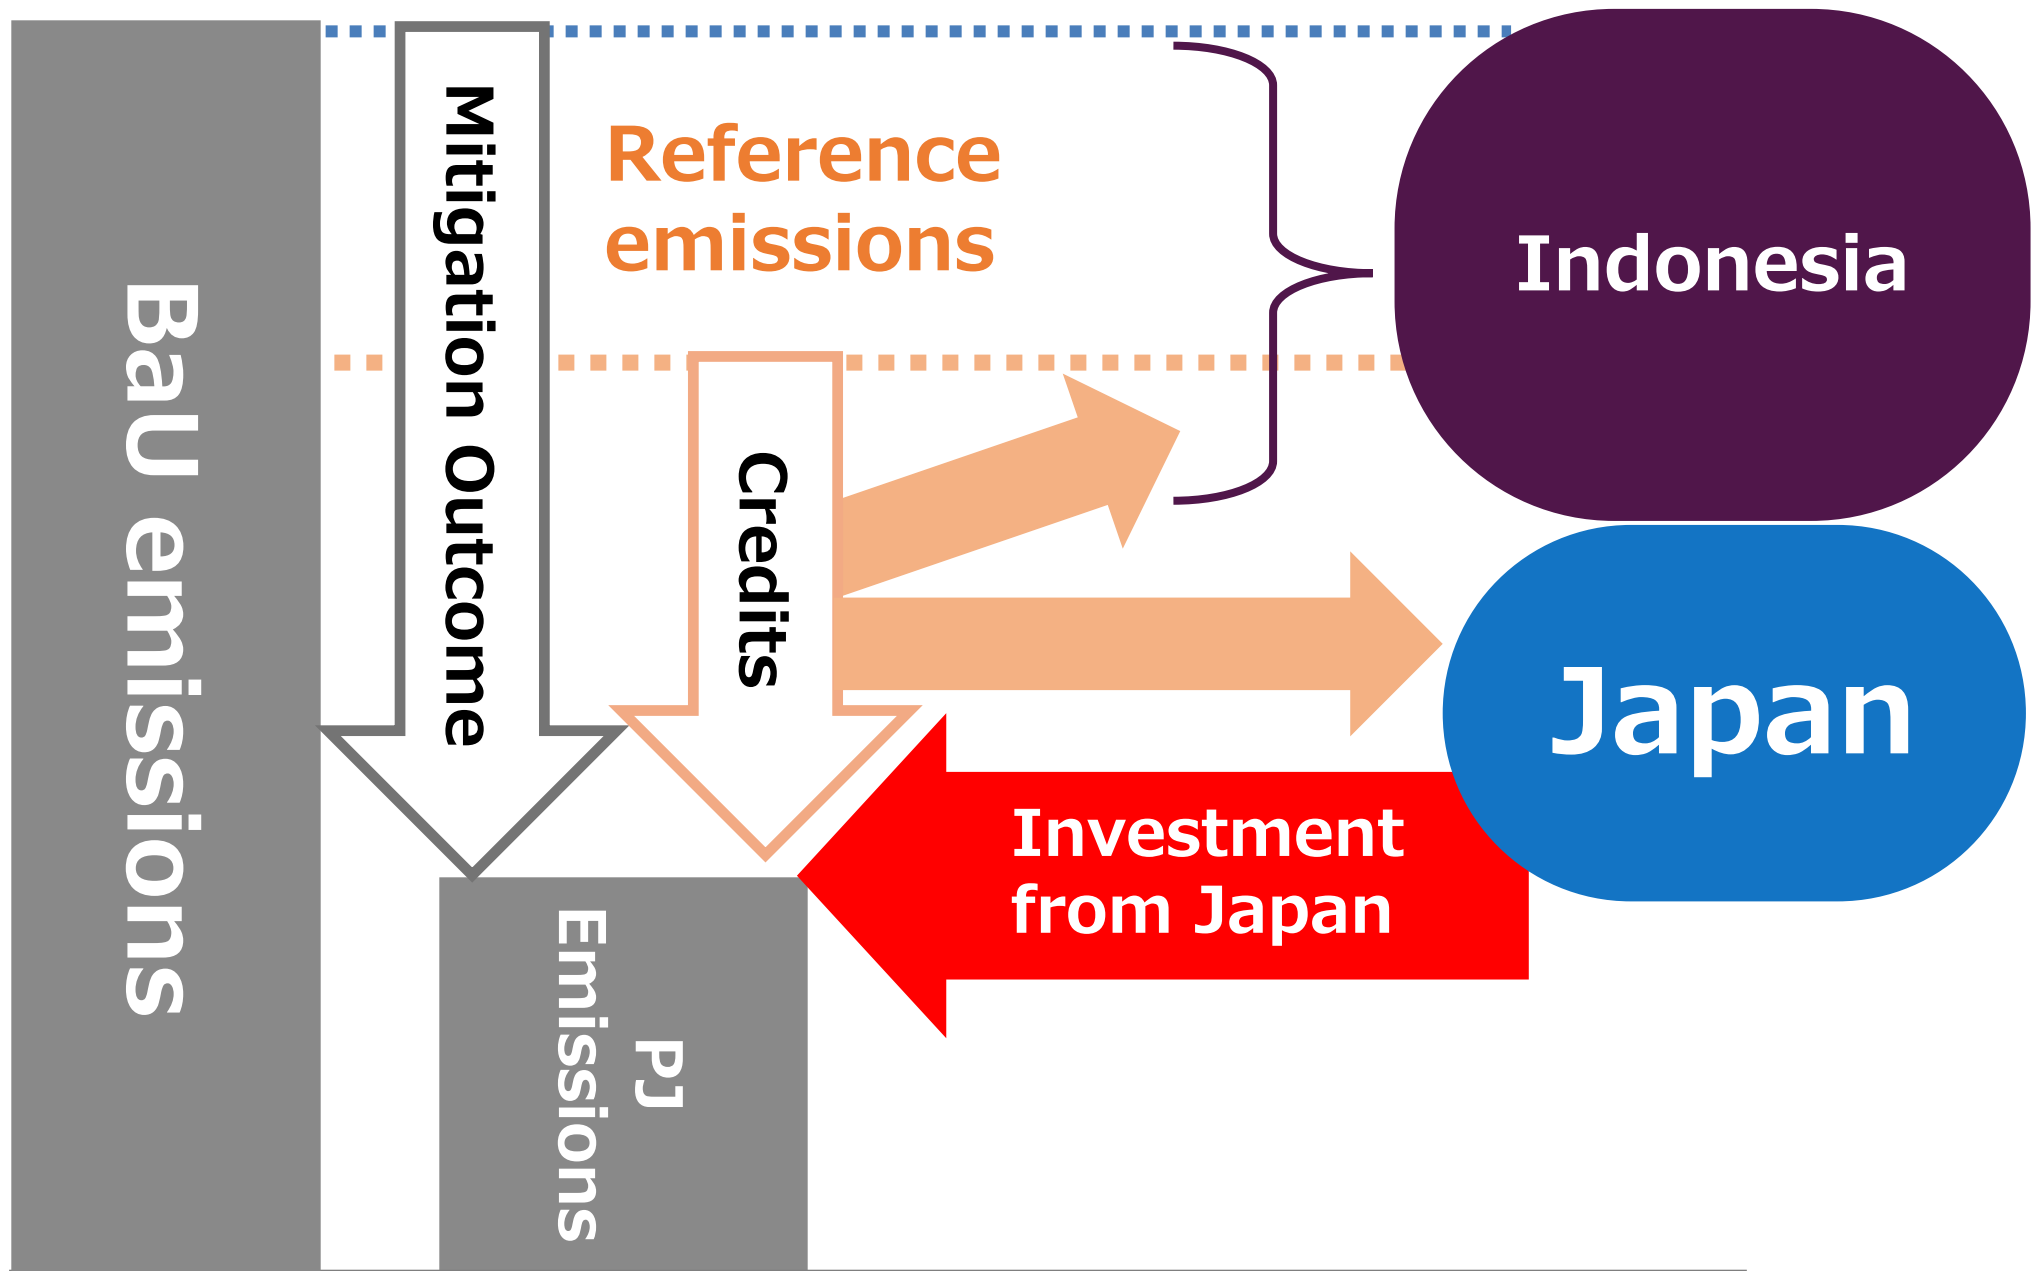 BaU emissions
Mitigation Outcome
Reference
emissions
Credits
PJ
Emissions
Indonesia
Japan
Investment
from Japan